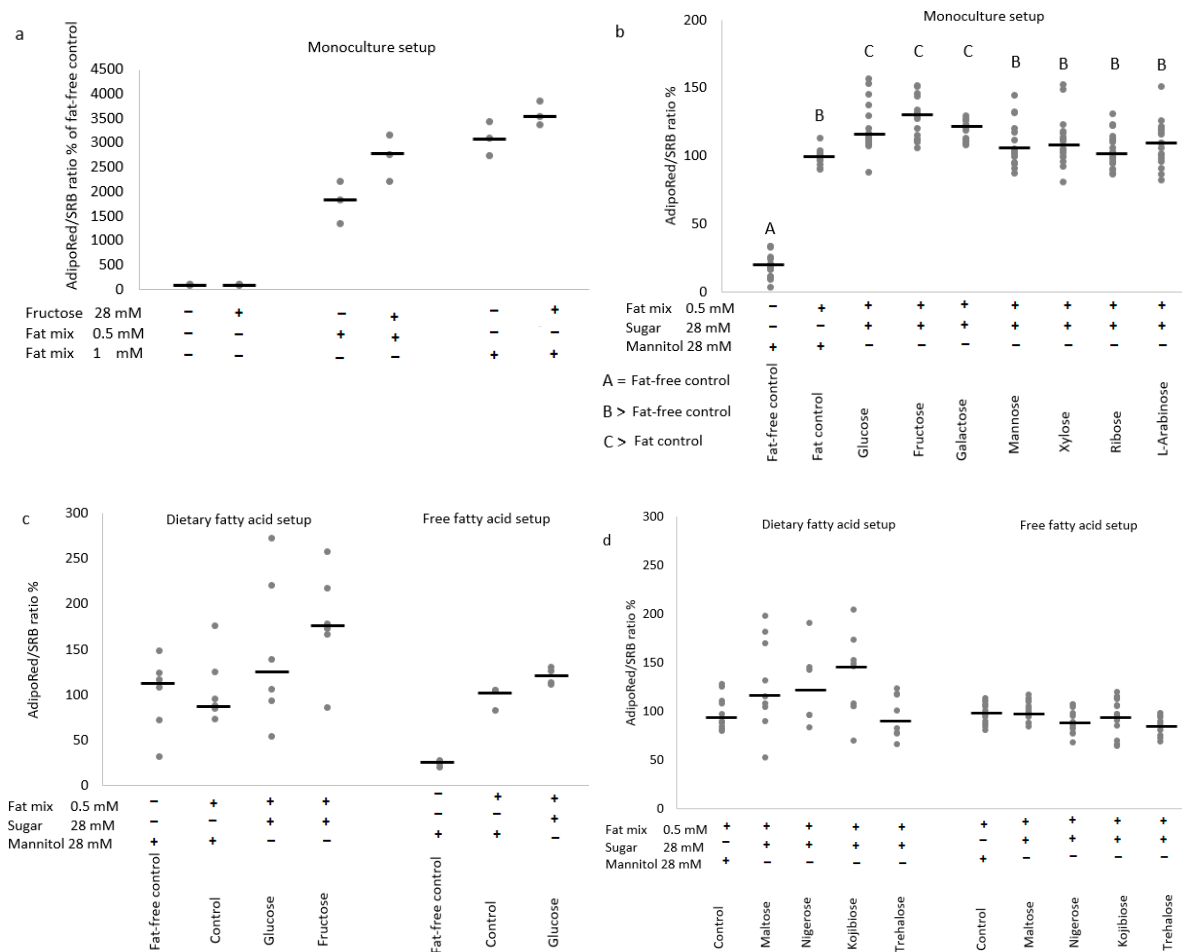 a
Monoculture setup
AdipoRed/SRB ratio % of fat-free control
4500
4000
3500
3000
2500
2000
1500
1000
500
0
Fructose 28 mM – + – + – +
Fat mix 0.5 mM – – + + – –
Fat mix 1 mM – – – – + +
b
Monoculture setup
AdipoRed/SRB ratio %
200
150
100
50
0
A B C C C B B B B
Fat mix 0.5 mM – + + + + + + + +
Sugar 28 mM – – + + + + + + +
Mannitol 28 mM + + – – – – – – –
A = Fat-free control
B > Fat-free control
C > Fat control
Fat-free control
Fat control
Glucose
Fructose
Galactose
Mannose
Xylose
Ribose
L-Arabinose
c
Dietary fatty acid setup Free fatty acid setup
AdipoRed/SRB ratio %
300
250
200
150
100
50
0
Fat mix 0.5 mM – + + + – + +
Sugar 28 mM – – + + – – +
Mannitol 28 mM + + – – + + –
Fat-free control
Control
Glucose
Fructose
Fat-free control
Control
Glucose
d
Dietary fatty acid setup Free fatty acid setup
AdipoRed/SRB ratio %
300
250
200
150
100
50
0
Fat mix 0.5 mM + + + + + + + + + +
Sugar 28 mM – + + + + – + + + +
Mannitol 28 mM + – – – – + – – – –
Control
Maltose
Nigerose
Kojibiose
Trehalose
Control
Maltose
Nigerose
Kojibiose
Trehalose